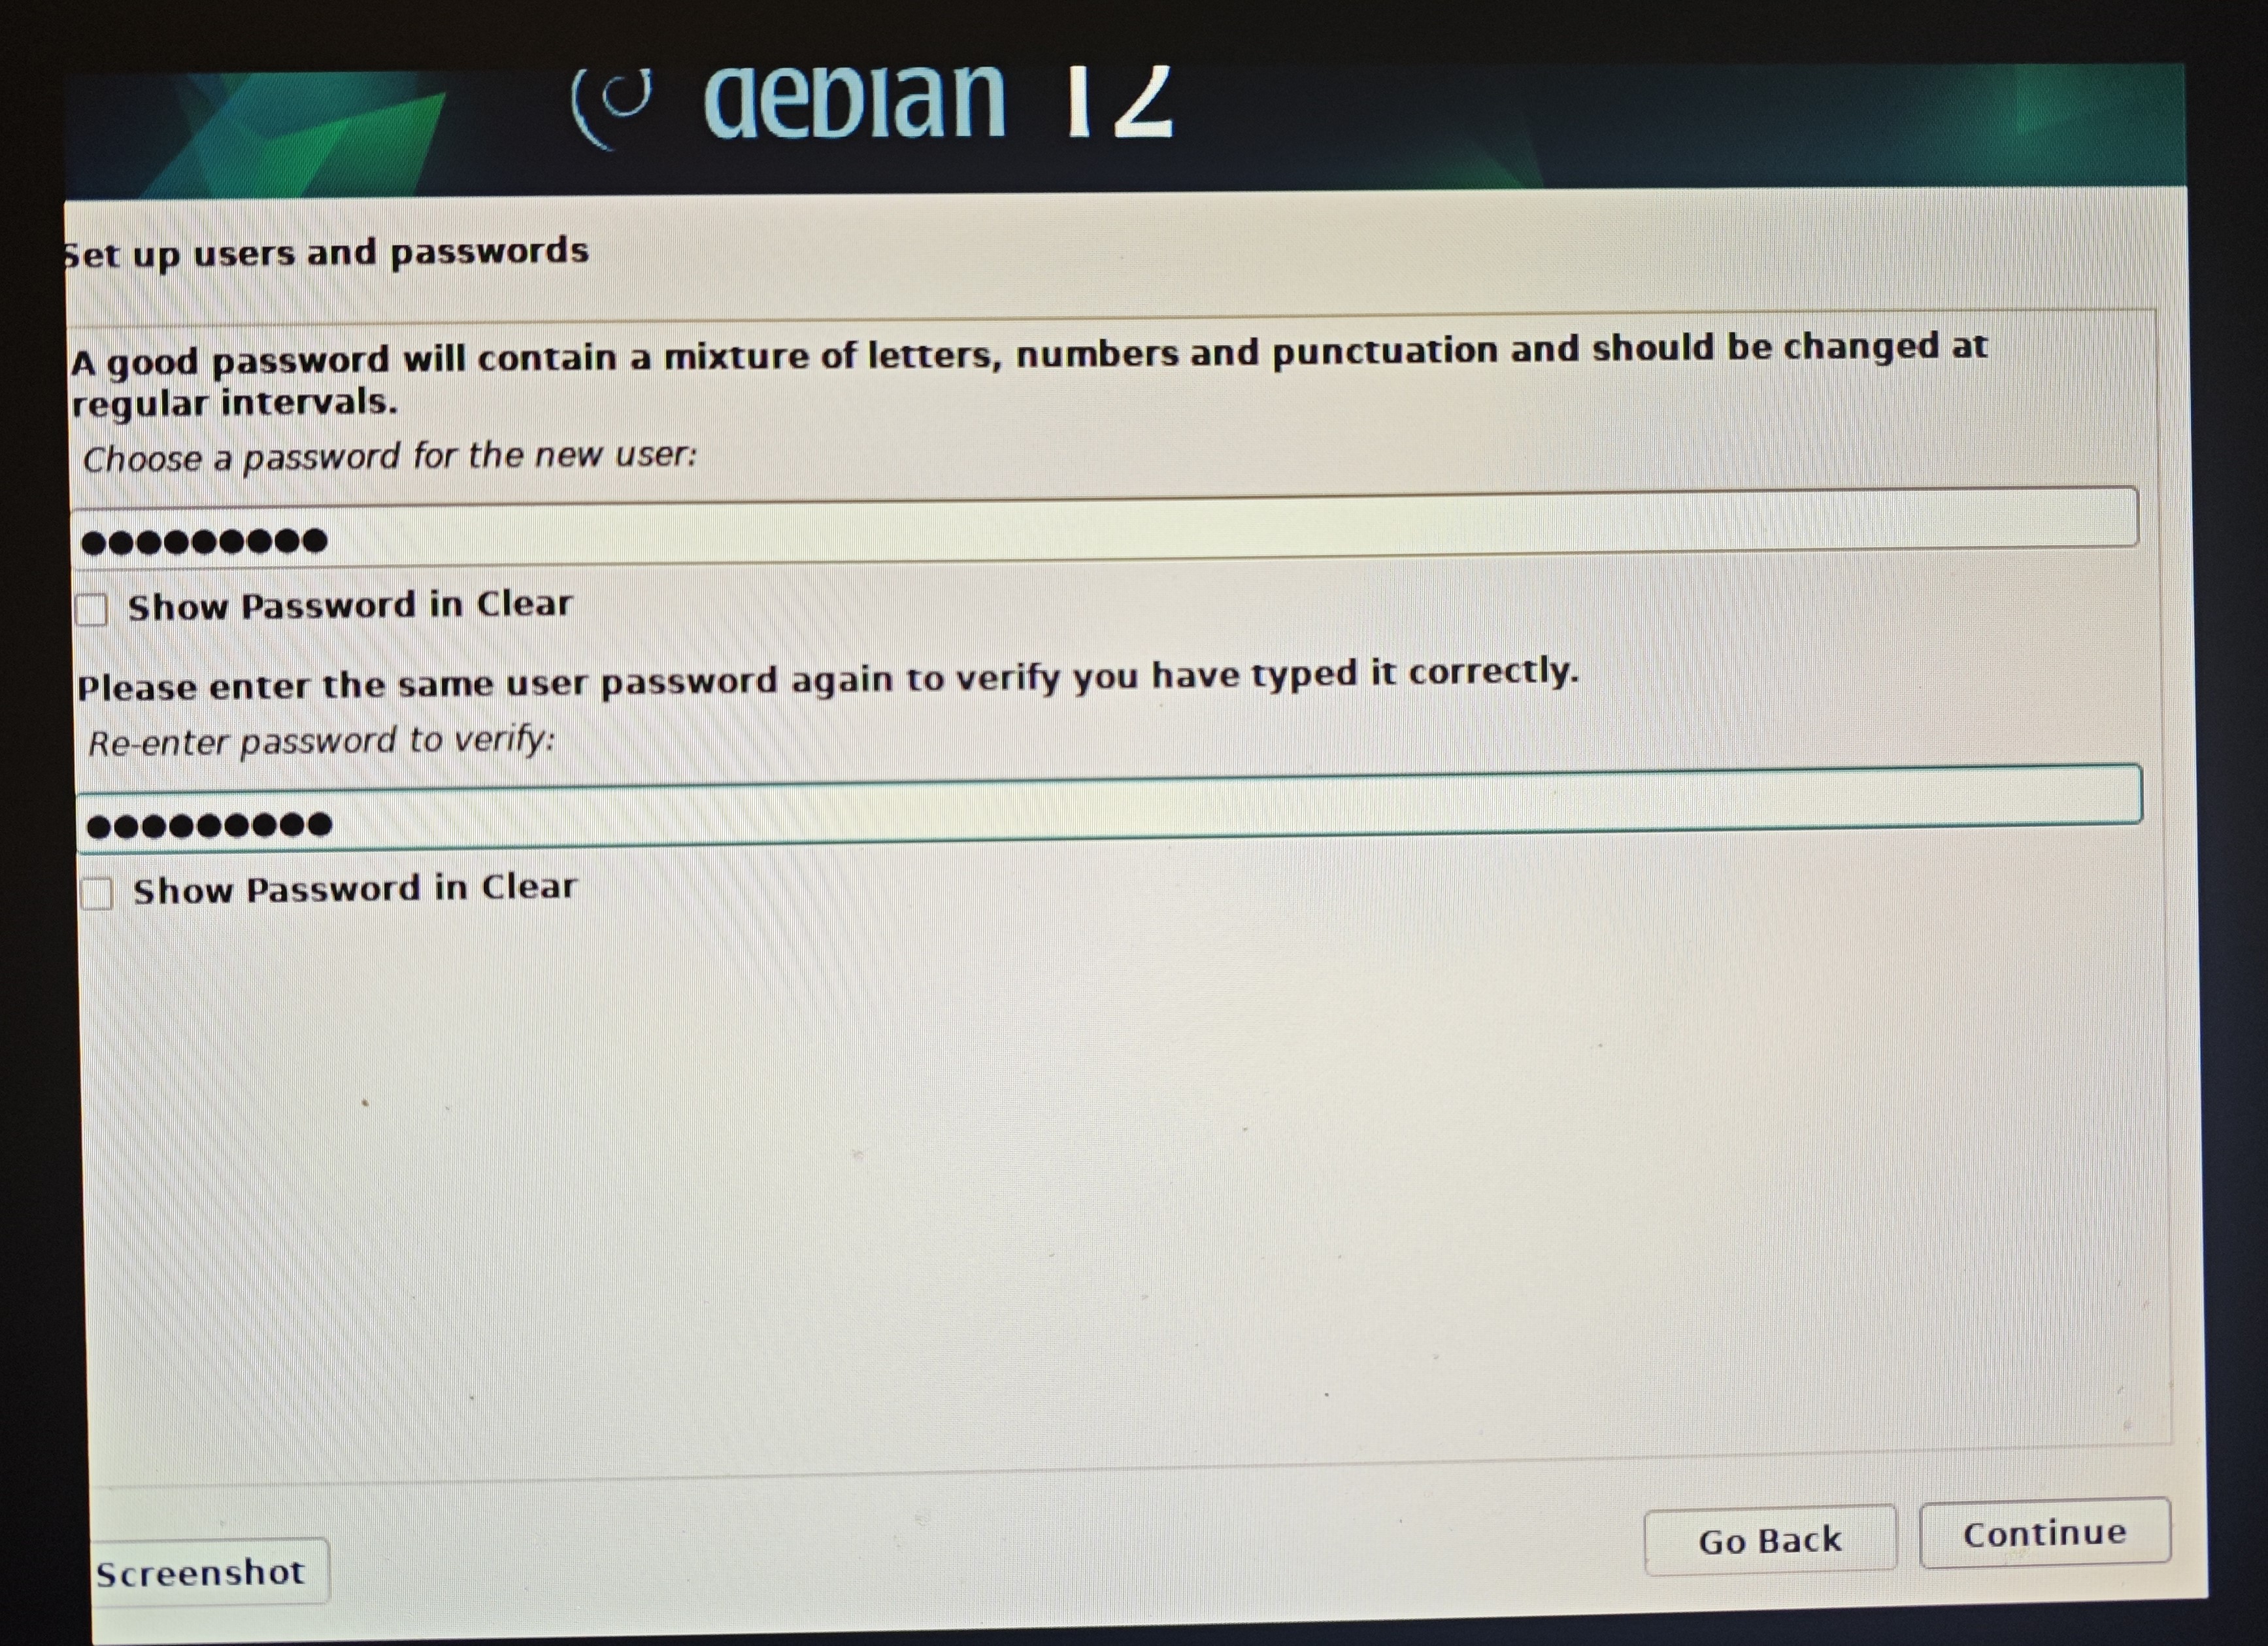 debian 12
Set up users and passwords
A good password will contain a mixture of letters, numbers and punctuation and should be changed at
regular intervals.
Choose a password for the new user:
●●●●●●●●●
Show Password in Clear
Please enter the same user password again to verify you have typed it correctly.
Re-enter password to verify:
●●●●●●●●●
Show Password in Clear
Screenshot
Go Back
Continue